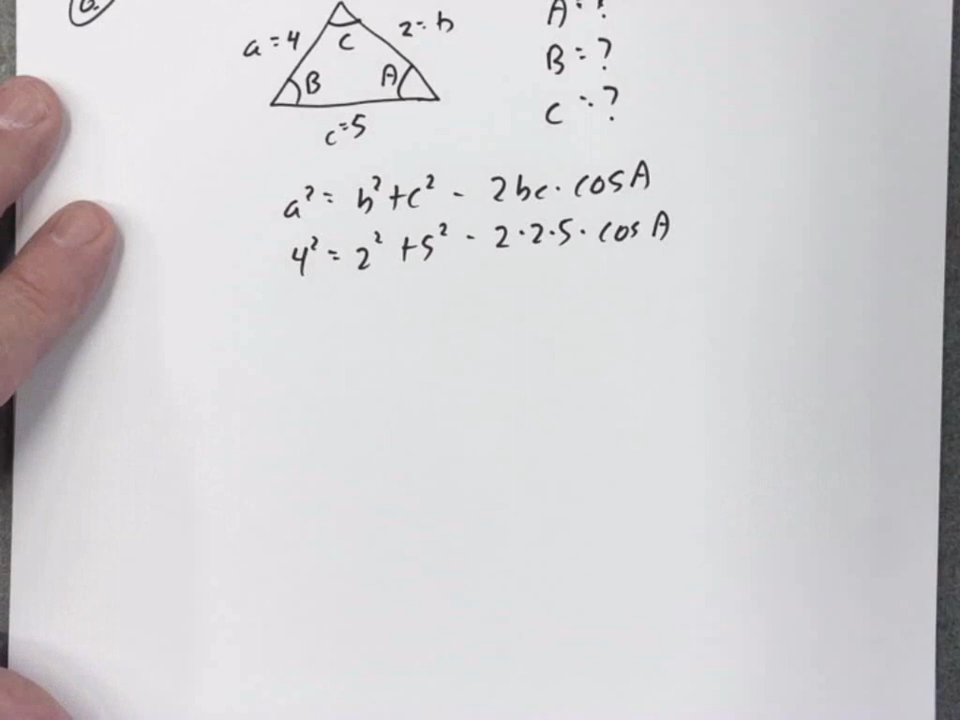 a.
A = ?
a = 4
2 = b
C
B
A
c = 5
B = ?
C = ?
a² = b² + c² - 2bc · cos A
4² = 2² + 5² - 2 · 2 · 5 · cos A